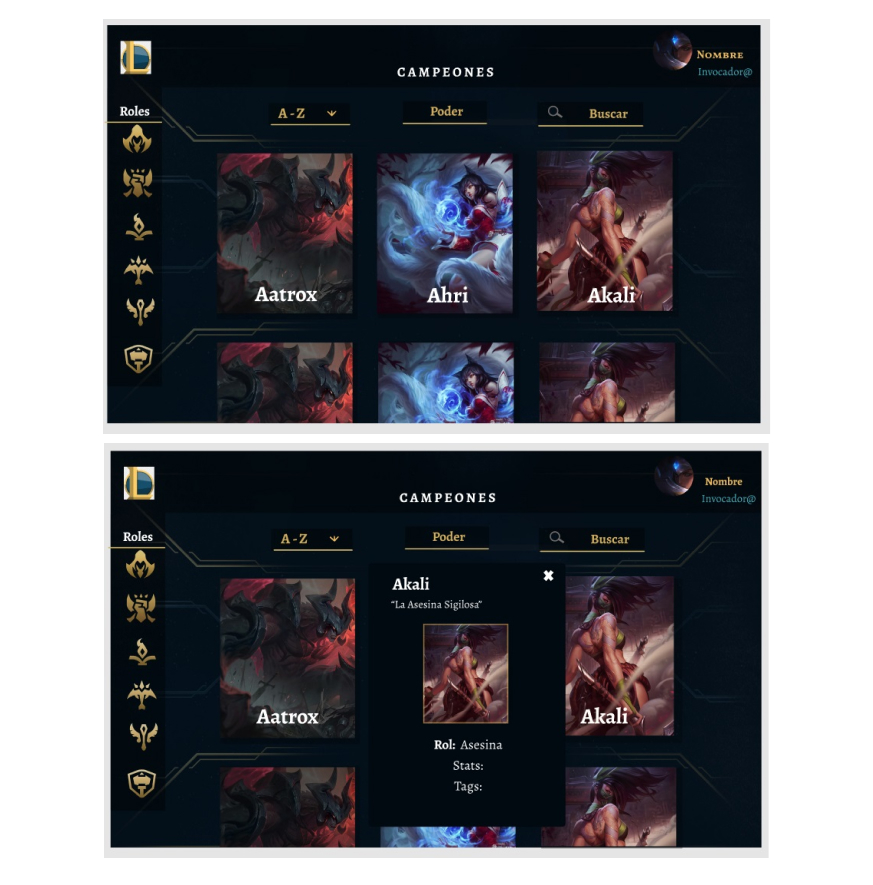 CAMPEONES
NOMBRE
Invocador@
Roles
A - Z
Poder
Buscar
Aatrox
Ahri
Akali
CAMPEONES
Nombre
Invocador@
Roles
A - Z
Poder
Buscar
Akali
"La Asesina Sigilosa"
Aatrox
Akali
Rol: Asesina
Stats:
Tags: